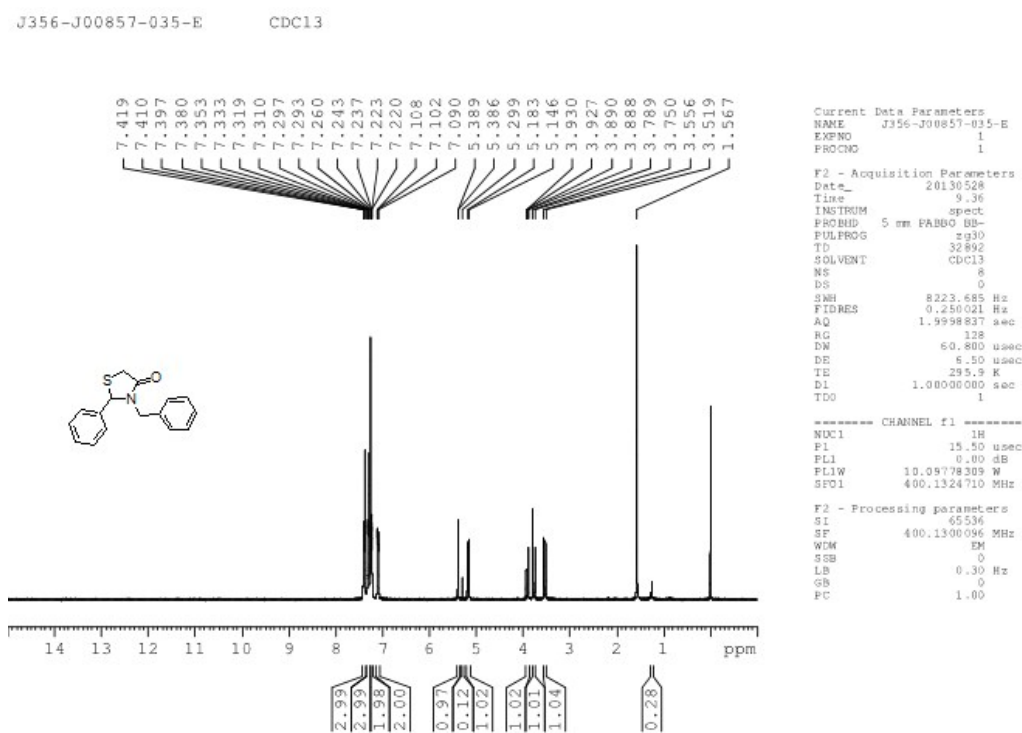 J356-J00857-035-E CDCl3
7.419
7.410
7.397
7.380
7.353
7.333
7.319
7.310
7.297
7.293
7.260
7.243
7.237
7.223
7.220
7.108
7.102
7.090
5.389
5.386
5.299
5.183
5.146
3.930
3.927
3.890
3.888
3.789
3.750
3.556
3.519
1.567
Current Data Parameters
NAME J356-J00857-035-E
EXPNO 1
PROCNO 1
F2 - Acquisition Parameters
Date_ 20130528
Time 9.36
INSTRUM spect
PROBHD 5 mm PABBO BB-
PULPROG zg30
TD 32892
SOLVENT CDCl3
NS 8
DS 0
SWH 8223.685 Hz
FIDRES 0.250021 Hz
AQ 1.9998837 sec
RG 128
DW 60.800 usec
DE 6.50 usec
TE 295.9 K
D1 1.00000000 sec
TD0 1
======== CHANNEL f1 ========
NUC1 1H
P1 15.50 usec
PL1 0.00 dB
PL1W 10.09778309 W
SFO1 400.1324710 MHz
F2 - Processing parameters
SI 65536
SF 400.1300096 MHz
WDW EM
SSB 0
LB 0.30 Hz
GB 0
PC 1.00
S
O
N
14 13 12 11 10 9 8 7 6 5 4 3 2 1 ppm
2.99
2.99
1.98
2.00
0.97
0.12
1.02
1.02
1.01
1.04
0.28